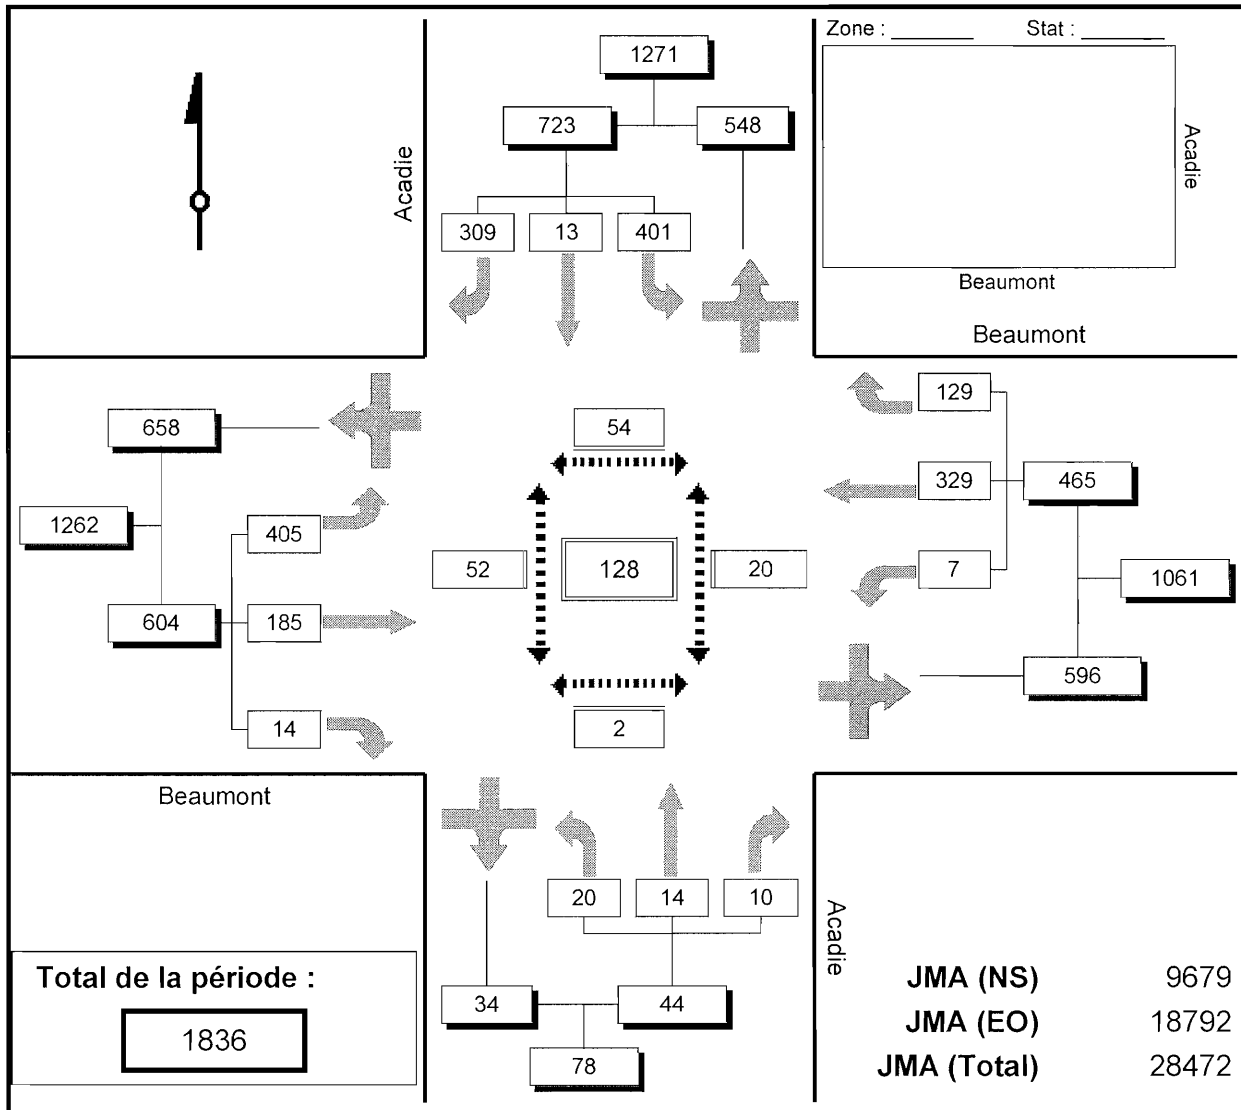 Zone : ________ Stat : ________
1271
723 548
Acadie
Acadie
309 13 401
Beaumont
Beaumont
129
658 54
329 465
1262 405
52 128 20 7 1061
604 185
596
14 2
Beaumont
20 14 10
Acadie
Total de la période :
34 44
JMA (NS) 9679
JMA (EO) 18792
1836
78
JMA (Total) 28472